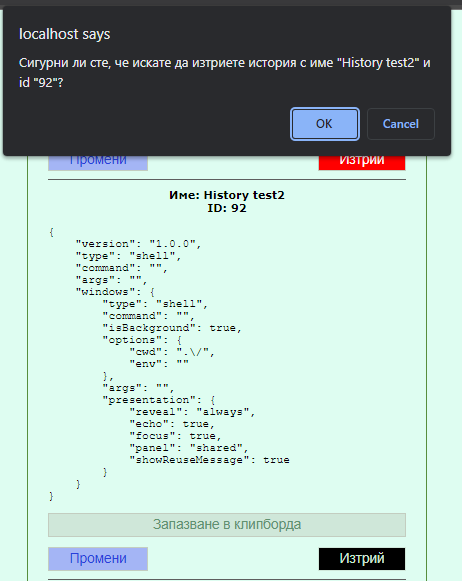 localhost says
Сигурни ли сте, че искате да изтриете история с име "History test2" и
id "92"?
OK
Cancel
Промени
Изтрий
Име: History test2
ID: 92
{
    "version": "1.0.0",
    "type": "shell",
    "command": "",
    "args": "",
    "windows": {
        "type": "shell",
        "command": "",
        "isBackground": true,
        "options": {
            "cwd": ".\/",
            "env": ""
        },
        "args": "",
        "presentation": {
            "reveal": "always",
            "echo": true,
            "focus": true,
            "panel": "shared",
            "showReuseMessage": true
        }
    }
}
Запазване в клипборда
Промени
Изтрий